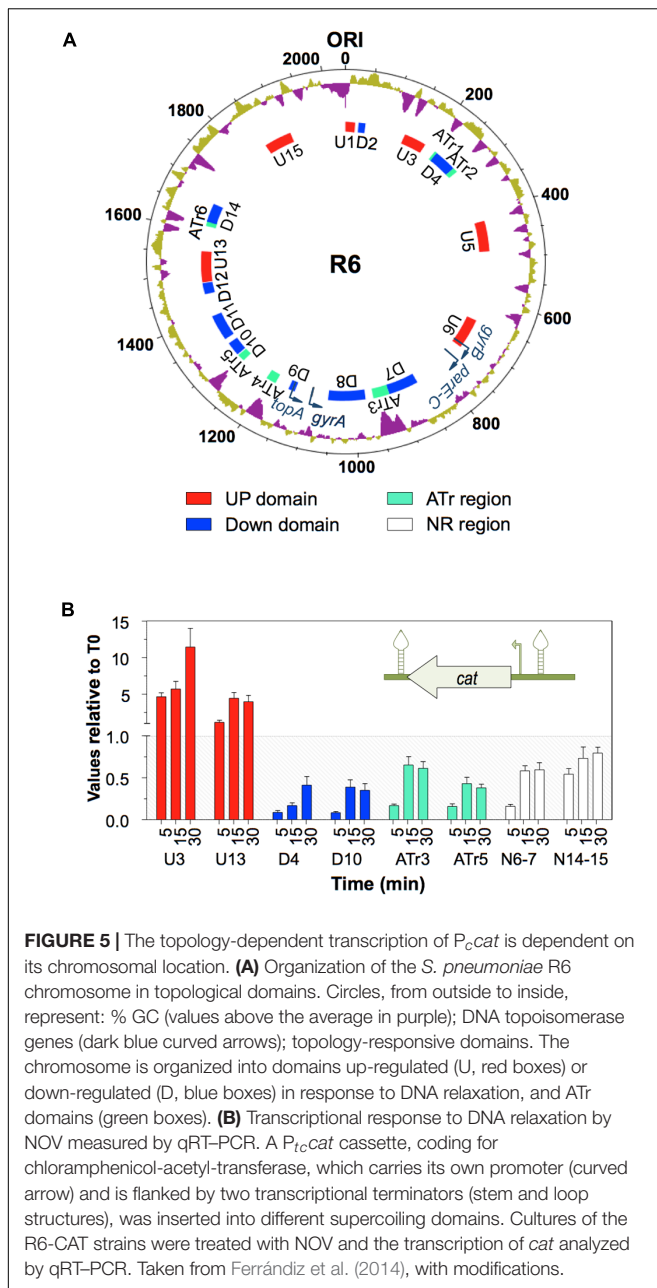 A
ORI
0
200
400
600
800
1000
1200
1400
1600
1800
2000
U1
D2
U3
ATr1
ATr2
D4
U5
U6
gyrB
parE-C
D7
ATr3
D8
gyrA
topA
D9
ATr4
ATr5
D10
D11
D12
U13
ATr6
D14
U15
R6
UP domain
ATr region
Down domain
NR region
B
Values relative to T0
15
10
5
1.0
0.5
0.0
cat
5 15 30 5 15 30 5 15 30 5 15 30 5 15 30 5 15 30 5 15 30 5 15 30
U3 U13 D4 D10 ATr3 ATr5 N6-7 N14-15
Time (min)
FIGURE 5 | The topology-dependent transcription of Pccat is dependent on
its chromosomal location. (A) Organization of the S. pneumoniae R6
chromosome in topological domains. Circles, from outside to inside,
represent: % GC (values above the average in purple); DNA topoisomerase
genes (dark blue curved arrows); topology-responsive domains. The
chromosome is organized into domains up-regulated (U, red boxes) or
down-regulated (D, blue boxes) in response to DNA relaxation, and ATr
domains (green boxes). (B) Transcriptional response to DNA relaxation by
NOV measured by qRT–PCR. A Ptccat cassette, coding for
chloramphenicol-acetyl-transferase, which carries its own promoter (curved
arrow) and is flanked by two transcriptional terminators (stem and loop
structures), was inserted into different supercoiling domains. Cultures of the
R6-CAT strains were treated with NOV and the transcription of cat analyzed
by qRT–PCR. Taken from Ferrándiz et al. (2014), with modifications.